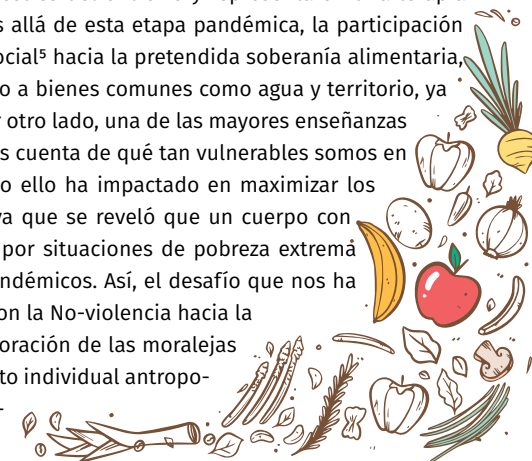 s allá de esta etapa pandémica, la participación
ocial⁵ hacia la pretendida soberanía alimentaria,
o a bienes comunes como agua y territorio, ya
r otro lado, una de las mayores enseñanzas
s cuenta de qué tan vulnerables somos en
o ello ha impactado en maximizar los
ya que se reveló que un cuerpo con
por situaciones de pobreza extrema
ndémicos. Así, el desafío que nos ha
on la No-violencia hacia la
oración de las moralejas
to individual antropo-